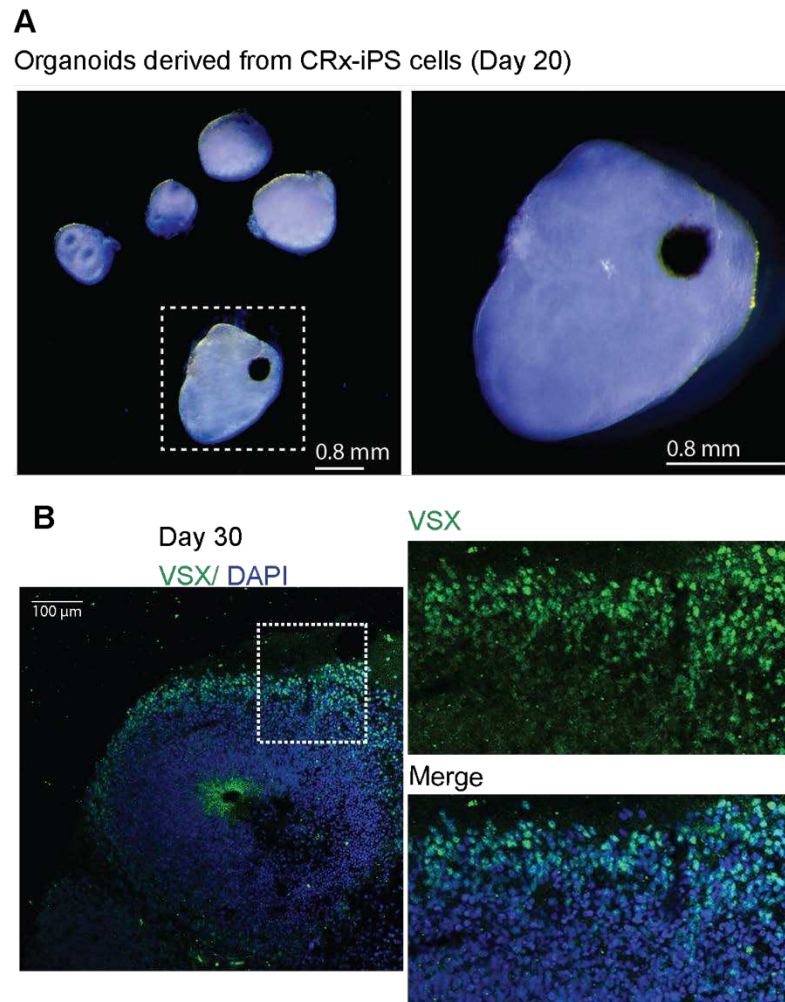 A
Organoids derived from CRx-iPS cells (Day 20)
0.8 mm
0.8 mm
B
Day 30
VSX/ DAPI
100 µm
VSX
Merge